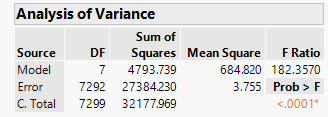 Analysis of Variance
Sum of
Source DF Squares Mean Square F Ratio
Model 7 4793.739 684.820 182.3570
Error 7292 27384.230 3.755 Prob > F
C. Total 7299 32177.969 <.0001*